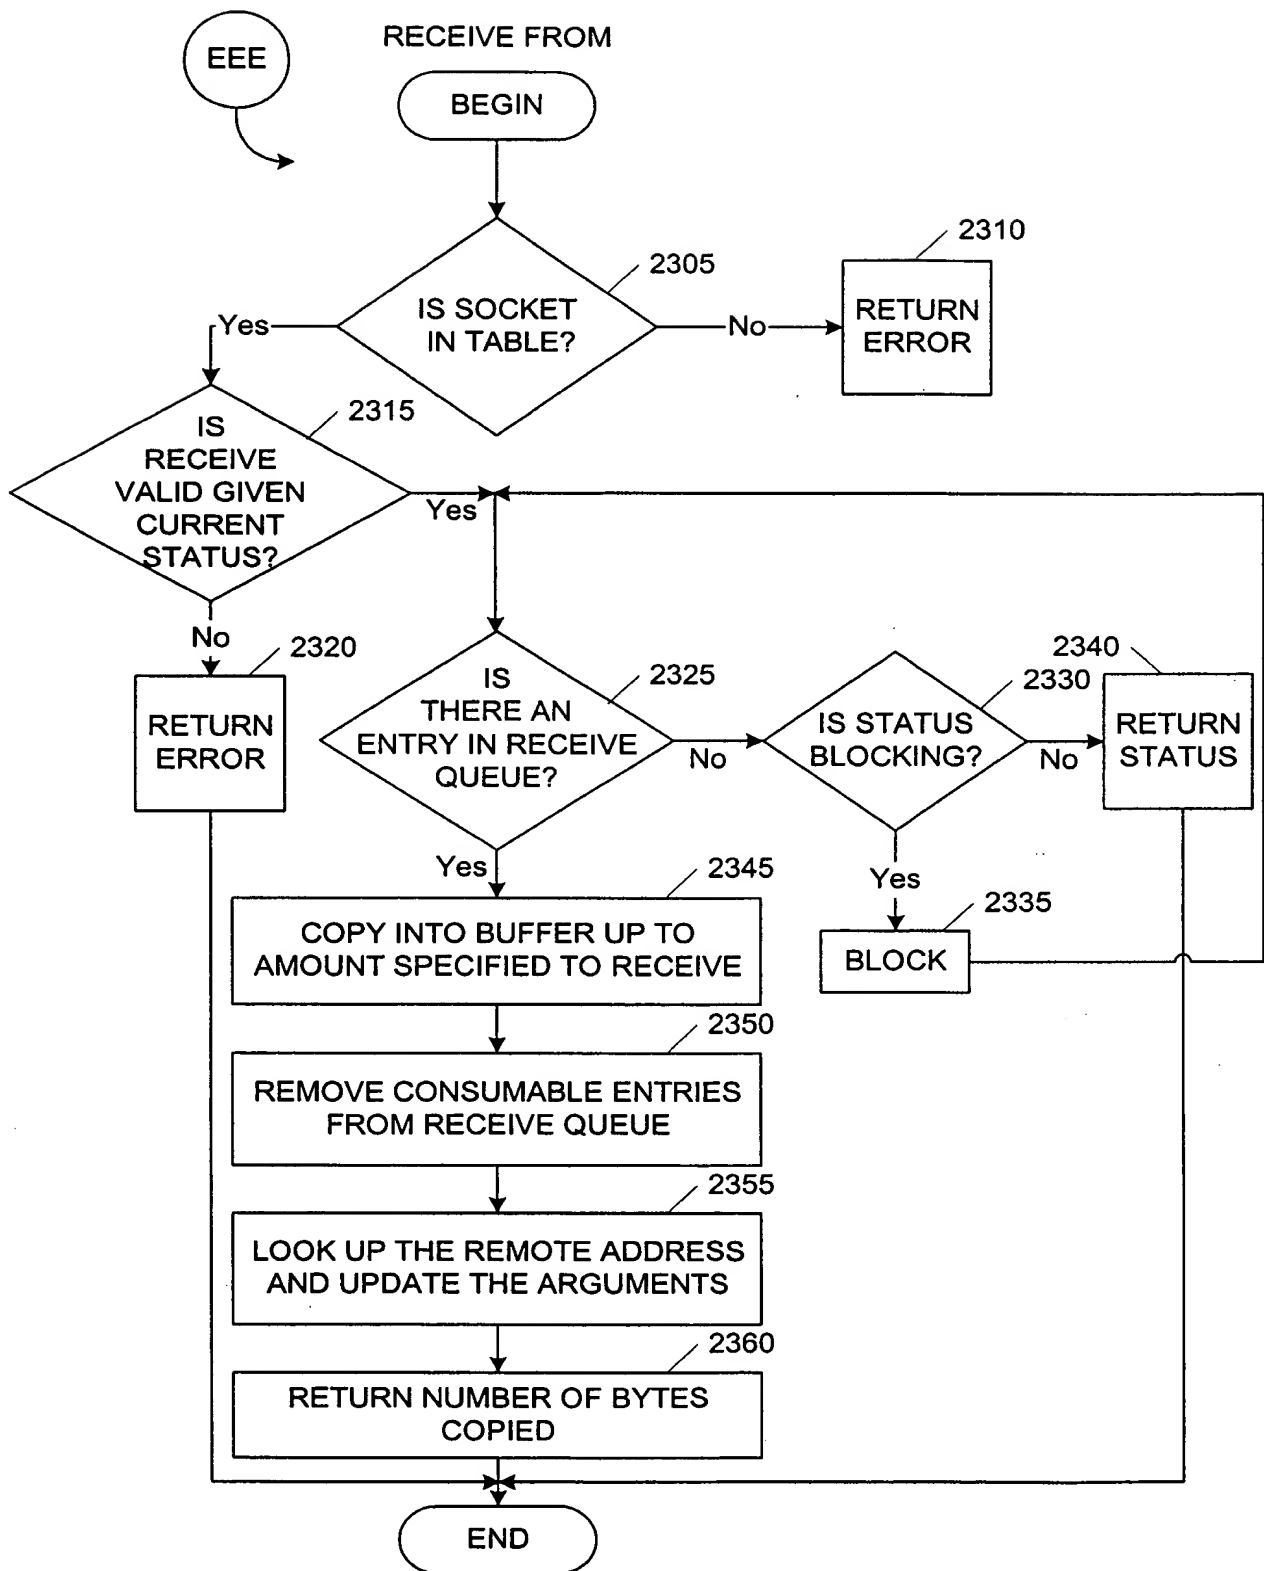 EEE
RECEIVE FROM
BEGIN
2310
2305
IS SOCKET
IN TABLE?
Yes
No
RETURN
ERROR
2315
IS
RECEIVE
VALID GIVEN
CURRENT
STATUS?
Yes
No
2320
RETURN
ERROR
2325
IS
THERE AN
ENTRY IN RECEIVE
QUEUE?
No
2330
IS STATUS
BLOCKING?
No
2340
RETURN
STATUS
Yes
Yes
2335
BLOCK
2345
COPY INTO BUFFER UP TO
AMOUNT SPECIFIED TO RECEIVE
2350
REMOVE CONSUMABLE ENTRIES
FROM RECEIVE QUEUE
2355
LOOK UP THE REMOTE ADDRESS
AND UPDATE THE ARGUMENTS
2360
RETURN NUMBER OF BYTES
COPIED
END